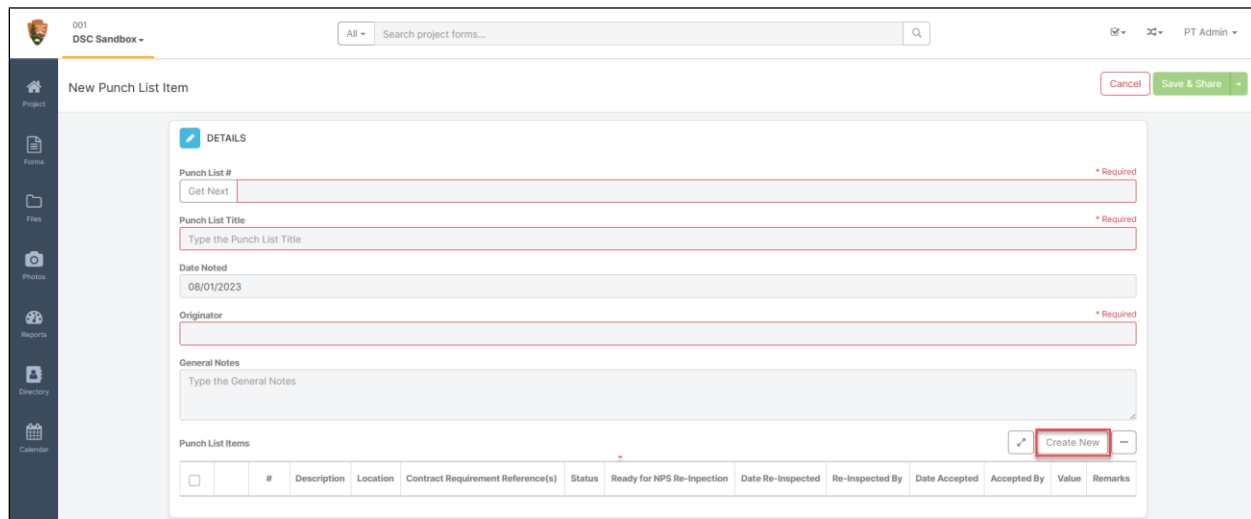 001
DSC Sandbox
All
Search project forms...
PT Admin
Project
New Punch List Item
Cancel
Save & Share
DETAILS
Forms
Punch List #
* Required
Get Next
Files
Punch List Title
* Required
Type the Punch List Title
Photos
Date Noted
08/01/2023
Reports
Originator
* Required
General Notes
Type the General Notes
Directory
Calendar
Punch List Items
Create New
# Description Location Contract Requirement Reference(s) Status Ready for NPS Re-Inpection Date Re-Inspected Re-Inspected By Date Accepted Accepted By Value Remarks